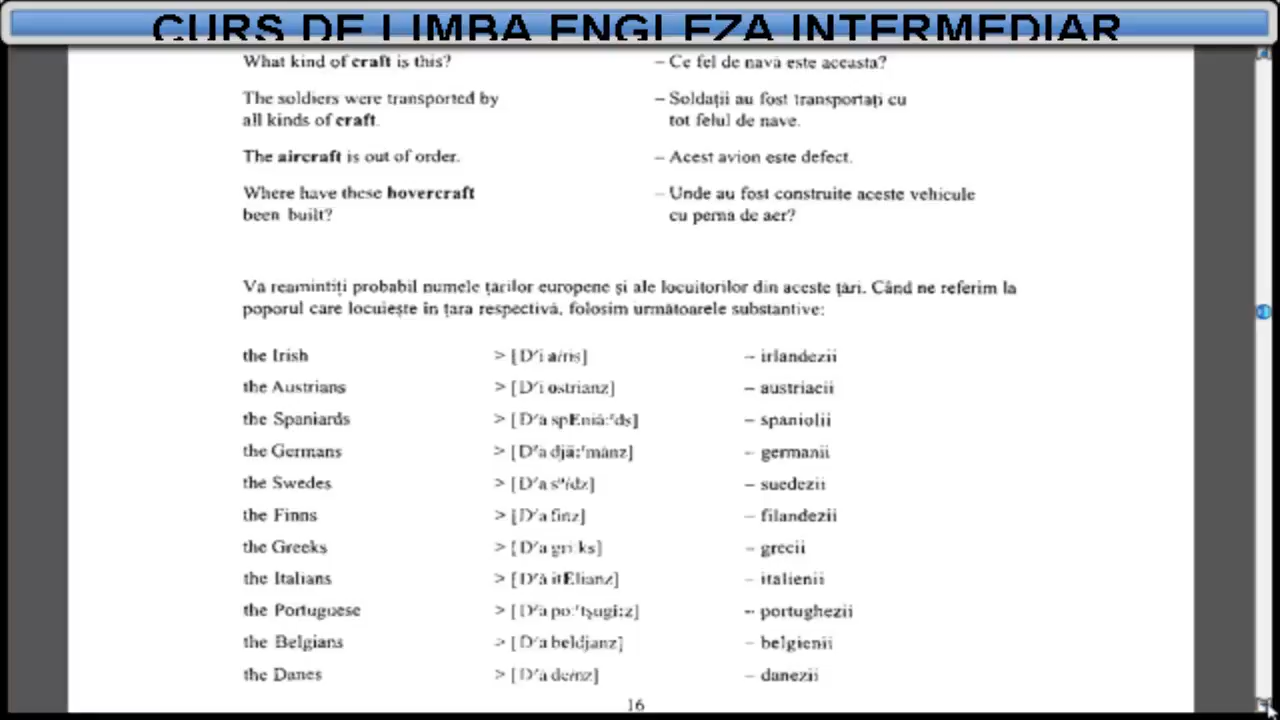 CURS DE LIMBA ENGLEZA INTERMEDIAR
What kind of craft is this? – Ce fel de navă este aceasta?
The soldiers were transported by – Soldaţii au fost transportaţi cu
all kinds of craft. tot felul de nave.
The aircraft is out of order. – Acest avion este defect.
Where have these hovercraft – Unde au fost construite aceste vehicule
been built? cu perna de aer?
Vă reamintiţi probabil numele ţărilor europene şi ale locuitorilor din aceste ţări. Când ne referim la
poporul care locuieşte în ţara respectivă, folosim următoarele substantive:
the Irish – irlandezii
the Austrians > [D'i ostrianz] – austriacii
the Spaniards – spaniolii
the Germans – germanii
the Swedes – suedezii
the Finns > [D'ă finz] – filandezii
the Greeks – grecii
the Italians > [D'ă itElianz] – italienii
the Portuguese – portughezii
the Belgians > [D'ă beldjanz] – belgienii
the Danes – danezii
16